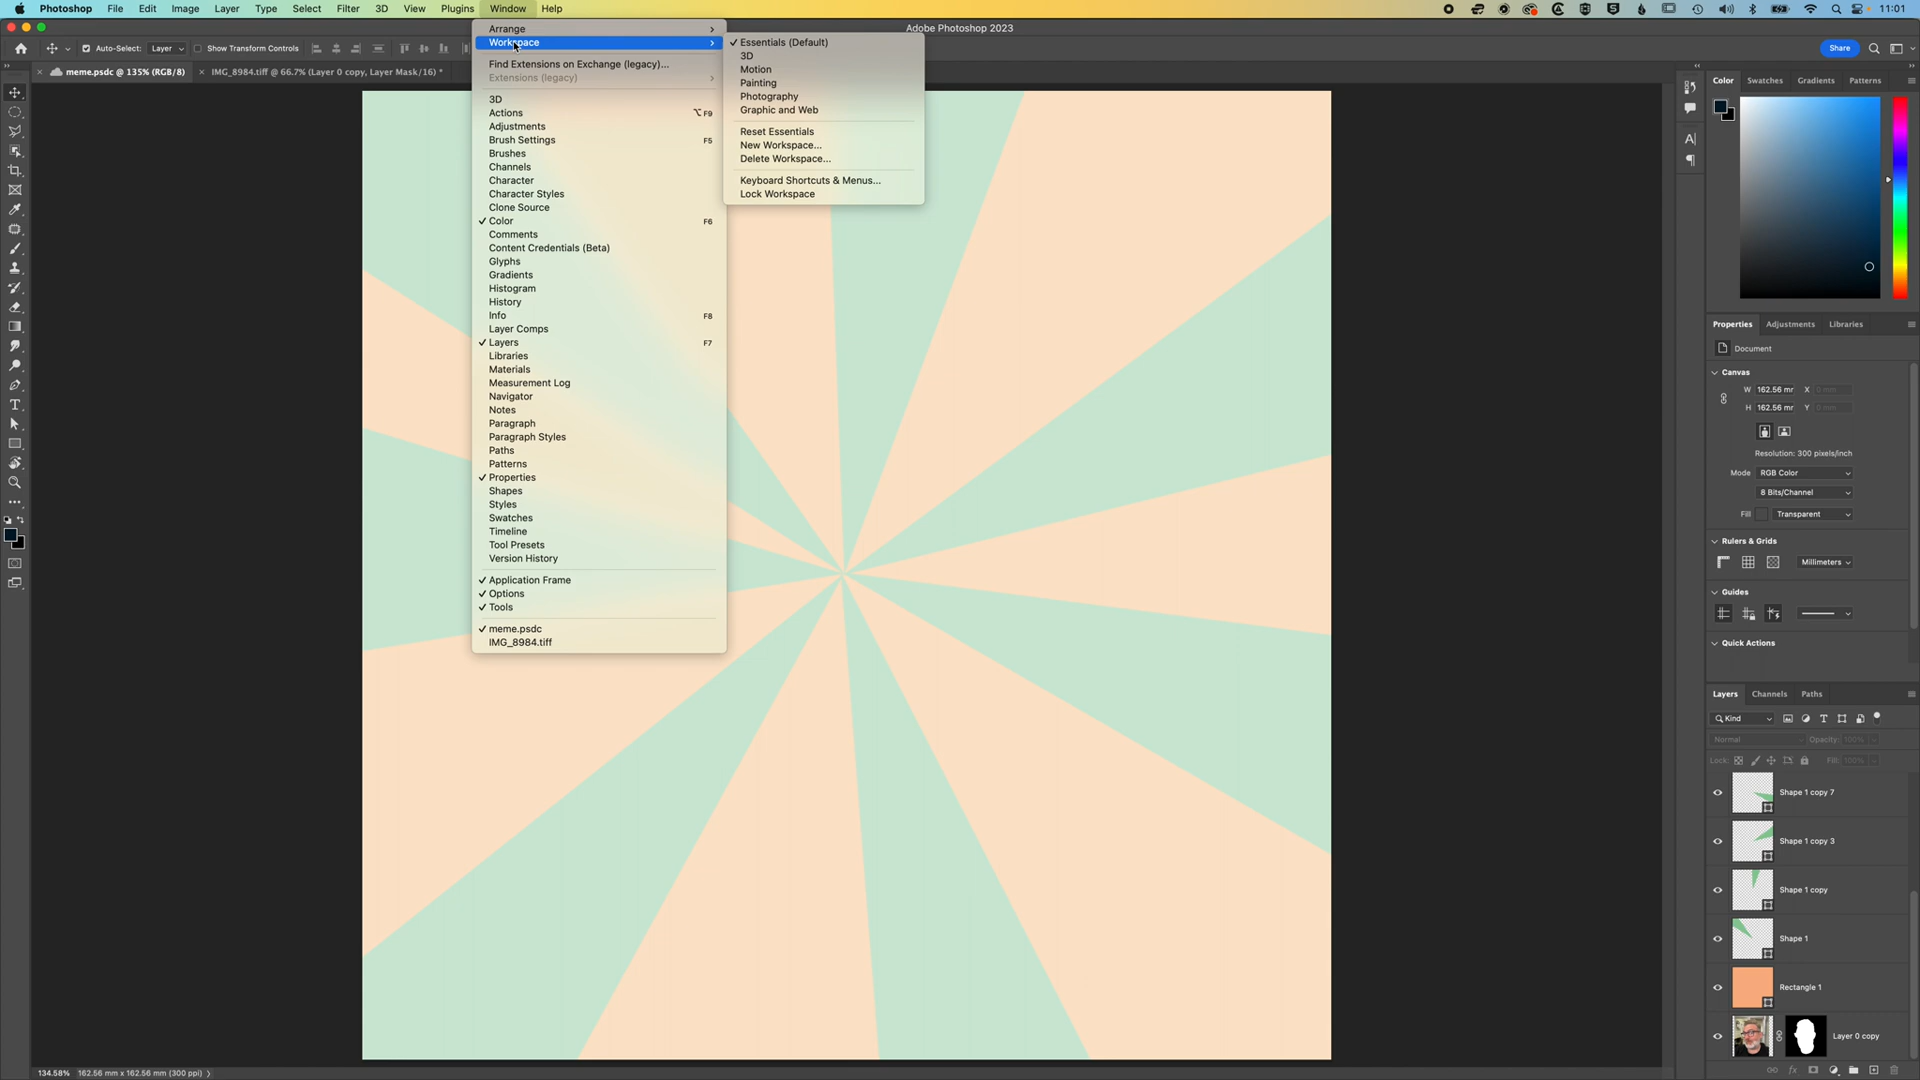 Photoshop File Edit Image Layer Type Select Filter 3D View Plugins Window Help 11:01
Adobe Photoshop 2023
Auto-Select: Layer Show Transform Controls Share
meme.psdc @ 135% (RGB/8) IMG_8984.tiff @ 66.7% (Layer 0 copy, Layer Mask/16) *
Arrange
Workspace
Find Extensions on Exchange (legacy)...
Extensions (legacy)
3D
Actions ⌥F9
Adjustments
Brush Settings F5
Brushes
Channels
Character
Character Styles
Clone Source
Color F6
Comments
Content Credentials (Beta)
Glyphs
Gradients
Histogram
History
Info F8
Layer Comps
Layers F7
Libraries
Materials
Measurement Log
Navigator
Notes
Paragraph
Paragraph Styles
Paths
Patterns
Properties
Shapes
Styles
Swatches
Timeline
Tool Presets
Version History
Application Frame
Options
Tools
meme.psdc
IMG_8984.tiff
Essentials (Default)
3D
Motion
Painting
Photography
Graphic and Web
Reset Essentials
New Workspace...
Delete Workspace...
Keyboard Shortcuts & Menus...
Lock Workspace
Color Swatches Gradients Patterns
Properties Adjustments Libraries
Document
Canvas
W 162.56 mr X 0 mm
H 162.56 mr Y 0 mm
Resolution: 300 pixels/inch
Mode RGB Color
8 Bits/Channel
Fill Transparent
Rulers & Grids
Millimeters
Guides
Quick Actions
Layers Channels Paths
Kind
Normal Opacity: 100%
Lock: Fill: 100%
Shape 1 copy 7
Shape 1 copy 3
Shape 1 copy
Shape 1
Rectangle 1
Layer 0 copy
134.58% 162.56 mm x 162.56 mm (300 ppi)